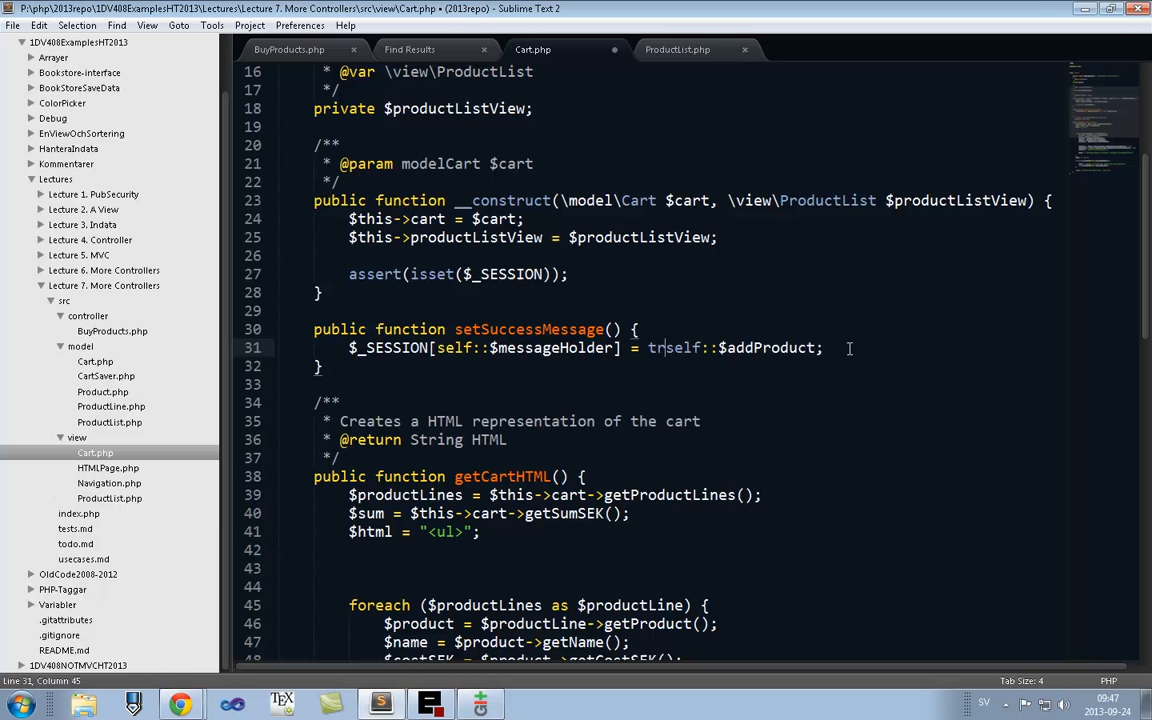 P:\php\2013repo\1DV408ExamplesHT2013\Lectures\Lecture 7. More Controllers\src\view\Cart.php • (2013repo) - Sublime Text 2
File Edit Selection Find View Goto Tools Project Preferences Help
1DV408ExamplesHT2013
Arrayer
Bookstore-interface
BookstoreSaveData
ColorPicker
Debug
EnViewOchSortering
HanteraIndata
Kommentarer
Lectures
Lecture 1. PubSecurity
Lecture 2. A View
Lecture 3. Indata
Lecture 4. Controller
Lecture 5. MVC
Lecture 6. More Controllers
Lecture 7. More Controllers
src
controller
BuyProducts.php
model
Cart.php
CartSaver.php
Product.php
ProductLine.php
ProductList.php
view
Cart.php
HTMLPage.php
Navigation.php
ProductList.php
index.php
tests.md
todo.md
usecases.md
OldCode2008-2012
PHP-Taggar
Variabler
.gitattributes
.gitignore
README.md
1DV408NOTMVCHT2013
BuyProducts.php Find Results Cart.php ProductList.php
16 * @var \view\ProductList
17 */
18 private $productListView;
19
20 /**
21 * @param modelCart $cart
22 */
23 public function __construct(\model\Cart $cart, \view\ProductList $productListView) {
24 $this->cart = $cart;
25 $this->productListView = $productListView;
26
27 assert(isset($_SESSION));
28 }
29
30 public function setSuccessMessage() {
31 $_SESSION[self::$messageHolder] = trself::$addProduct;
32 }
33
34 /**
35 * Creates a HTML representation of the cart
36 * @return String HTML
37 */
38 public function getCartHTML() {
39 $productLines = $this->cart->getProductLines();
40 $sum = $this->cart->getSumSEK();
41 $html = "<ul>";
42
43
44
45 foreach ($productLines as $productLine) {
46 $product = $productLine->getProduct();
47 $name = $product->getName();
48 $costSEK = $product->getCostSEK();
Line 31, Column 45 Tab Size: 4 PHP
SV 09:47
2013-09-24